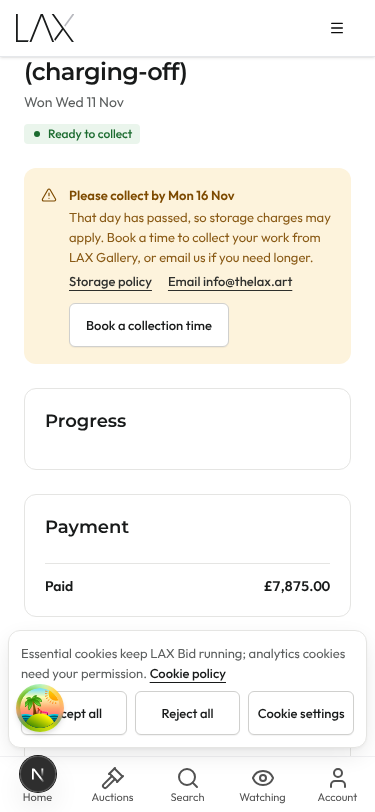 LAX
(charging-off)
Won Wed 11 Nov
Ready to collect
Please collect by Mon 16 Nov
That day has passed, so storage charges may
apply. Book a time to collect your work from
LAX Gallery, or email us if you need longer.
Storage policy Email info@thelax.art
Book a collection time
Progress
Payment
Paid £7,875.00
Essential cookies keep LAX Bid running; analytics cookies
need your permission. Cookie policy
cept all Reject all Cookie settings
N
Home Auctions Search Watching Account